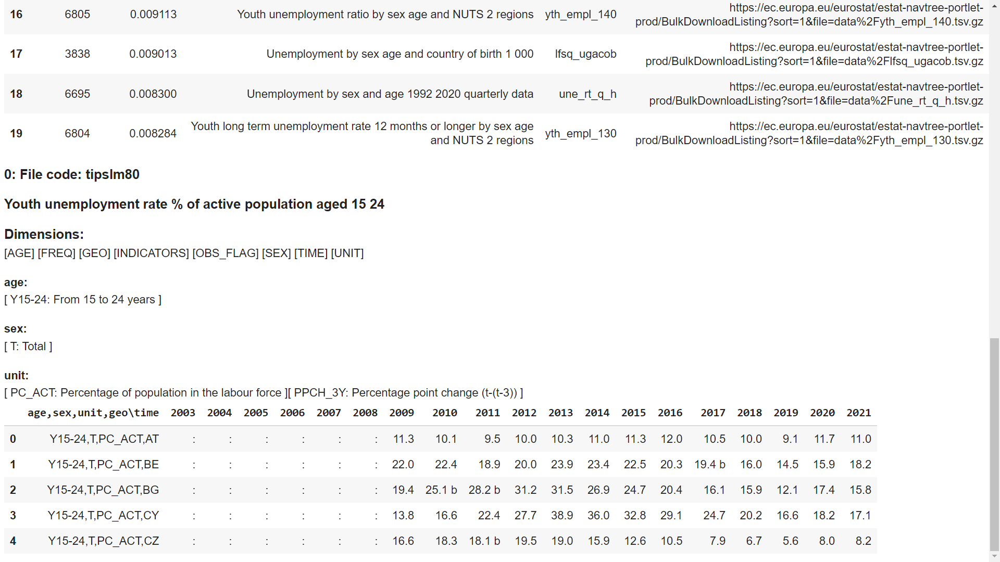 16 6805 0.009113 Youth unemployment ratio by sex age and NUTS 2 regions yth_empl_140 https://ec.europa.eu/eurostat/estat-navtree-portlet-
prod/BulkDownloadListing?sort=1&file=data%2Fyth_empl_140.tsv.gz
17 3838 0.009013 Unemployment by sex age and country of birth 1 000 lfsq_ugacob https://ec.europa.eu/eurostat/estat-navtree-portlet-
prod/BulkDownloadListing?sort=1&file=data%2Flfsq_ugacob.tsv.gz
18 6695 0.008300 Unemployment by sex and age 1992 2020 quarterly data une_rt_q_h https://ec.europa.eu/eurostat/estat-navtree-portlet-
prod/BulkDownloadListing?sort=1&file=data%2Fune_rt_q_h.tsv.gz
19 6804 0.008284 Youth long term unemployment rate 12 months or longer by sex age
and NUTS 2 regions yth_empl_130 https://ec.europa.eu/eurostat/estat-navtree-portlet-
prod/BulkDownloadListing?sort=1&file=data%2Fyth_empl_130.tsv.gz
0: File code: tipslm80
Youth unemployment rate % of active population aged 15 24
Dimensions:
[AGE] [FREQ] [GEO] [INDICATORS] [OBS_FLAG] [SEX] [TIME] [UNIT]
age:
[ Y15-24: From 15 to 24 years ]
sex:
[ T: Total ]
unit:
[ PC_ACT: Percentage of population in the labour force ][ PPCH_3Y: Percentage point change (t-(t-3)) ]
age,sex,unit,geo\time 2003 2004 2005 2006 2007 2008 2009 2010 2011 2012 2013 2014 2015 2016 2017 2018 2019 2020 2021
0 Y15-24,T,PC_ACT,AT : : : : : : 11.3 10.1 9.5 10.0 10.3 11.0 11.3 12.0 10.5 10.0 9.1 11.7 11.0
1 Y15-24,T,PC_ACT,BE : : : : : : 22.0 22.4 18.9 20.0 23.9 23.4 22.5 20.3 19.4 b 16.0 14.5 15.9 18.2
2 Y15-24,T,PC_ACT,BG : : : : : : 19.4 25.1 b 28.2 b 31.2 31.5 26.9 24.7 20.4 16.1 15.9 12.1 17.4 15.8
3 Y15-24,T,PC_ACT,CY : : : : : : 13.8 16.6 22.4 27.7 38.9 36.0 32.8 29.1 24.7 20.2 16.6 18.2 17.1
4 Y15-24,T,PC_ACT,CZ : : : : : : 16.6 18.3 18.1 b 19.5 19.0 15.9 12.6 10.5 7.9 6.7 5.6 8.0 8.2